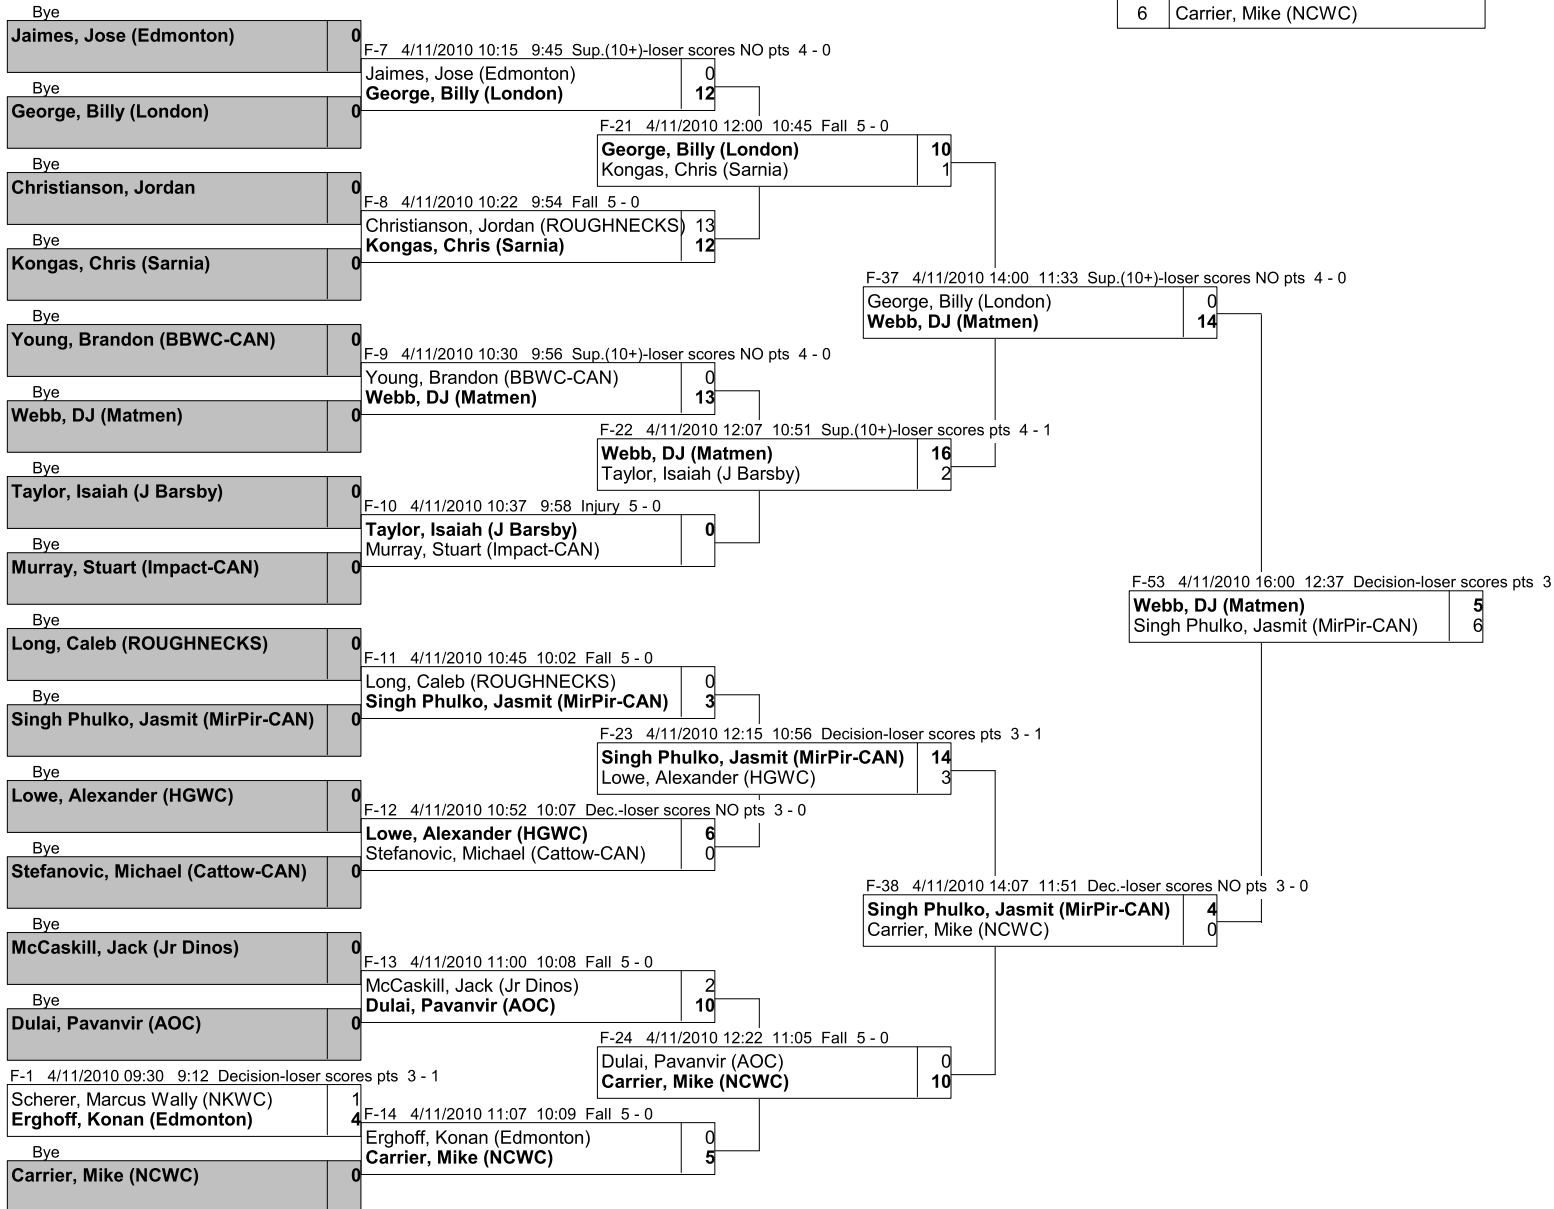 6 Carrier, Mike (NCWC)
Bye
Jaimes, Jose (Edmonton) 0
Bye
George, Billy (London) 0
Bye
Christianson, Jordan 0
Bye
Kongas, Chris (Sarnia) 0
Bye
Young, Brandon (BBWC-CAN) 0
Bye
Webb, DJ (Matmen) 0
Bye
Taylor, Isaiah (J Barsby) 0
Bye
Murray, Stuart (Impact-CAN) 0
Bye
Long, Caleb (ROUGHNECKS) 0
Bye
Singh Phulko, Jasmit (MirPir-CAN) 0
Bye
Lowe, Alexander (HGWC) 0
Bye
Stefanovic, Michael (Cattow-CAN) 0
Bye
McCaskill, Jack (Jr Dinos) 0
Bye
Dulai, Pavanvir (AOC) 0
F-1 4/11/2010 09:30 9:12 Decision-loser scores pts 3 - 1
Scherer, Marcus Wally (NKWC) 1
Erghoff, Konan (Edmonton) 4
Bye
Carrier, Mike (NCWC) 0
F-7 4/11/2010 10:15 9:45 Sup.(10+)-loser scores NO pts 4 - 0
Jaimes, Jose (Edmonton) 0
George, Billy (London) 12
F-8 4/11/2010 10:22 9:54 Fall 5 - 0
Christianson, Jordan (ROUGHNECKS) 13
Kongas, Chris (Sarnia) 12
F-9 4/11/2010 10:30 9:56 Sup.(10+)-loser scores NO pts 4 - 0
Young, Brandon (BBWC-CAN) 0
Webb, DJ (Matmen) 13
F-10 4/11/2010 10:37 9:58 Injury 5 - 0
Taylor, Isaiah (J Barsby) 0
Murray, Stuart (Impact-CAN)
F-11 4/11/2010 10:45 10:02 Fall 5 - 0
Long, Caleb (ROUGHNECKS) 0
Singh Phulko, Jasmit (MirPir-CAN) 3
F-12 4/11/2010 10:52 10:07 Dec.-loser scores NO pts 3 - 0
Lowe, Alexander (HGWC) 6
Stefanovic, Michael (Cattow-CAN) 0
F-13 4/11/2010 11:00 10:08 Fall 5 - 0
McCaskill, Jack (Jr Dinos) 2
Dulai, Pavanvir (AOC) 10
F-14 4/11/2010 11:07 10:09 Fall 5 - 0
Erghoff, Konan (Edmonton) 0
Carrier, Mike (NCWC) 5
F-21 4/11/2010 12:00 10:45 Fall 5 - 0
George, Billy (London) 10
Kongas, Chris (Sarnia) 1
F-22 4/11/2010 12:07 10:51 Sup.(10+)-loser scores pts 4 - 1
Webb, DJ (Matmen) 16
Taylor, Isaiah (J Barsby) 2
F-23 4/11/2010 12:15 10:56 Decision-loser scores pts 3 - 1
Singh Phulko, Jasmit (MirPir-CAN) 14
Lowe, Alexander (HGWC) 3
F-24 4/11/2010 12:22 11:05 Fall 5 - 0
Dulai, Pavanvir (AOC) 0
Carrier, Mike (NCWC) 10
F-37 4/11/2010 14:00 11:33 Sup.(10+)-loser scores NO pts 4 - 0
George, Billy (London) 0
Webb, DJ (Matmen) 14
F-38 4/11/2010 14:07 11:51 Dec.-loser scores NO pts 3 - 0
Singh Phulko, Jasmit (MirPir-CAN) 4
Carrier, Mike (NCWC) 0
F-53 4/11/2010 16:00 12:37 Decision-loser scores pts 3
Webb, DJ (Matmen) 5
Singh Phulko, Jasmit (MirPir-CAN) 6